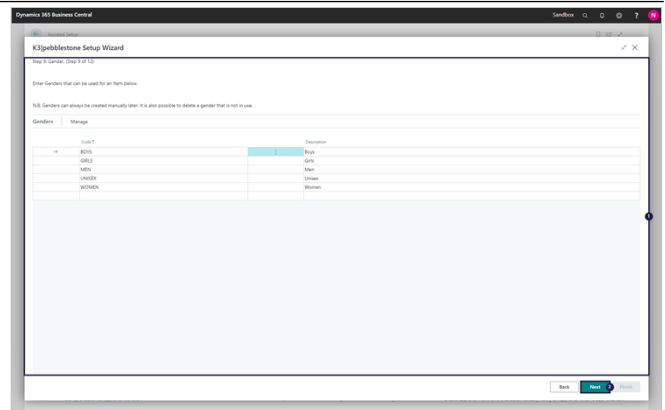 Dynamics 365 Business Central
Sandbox
?
N
Assisted Setup
K3|pebblestone Setup Wizard
Step 9: Gender. (Step 9 of 12)
Enter Genders that can be used for an Item below.
N.B. Genders can always be created manually later. It is also possible to delete a gender that is not in use.
Genders
Manage
Code ↑
Description
→ BOYS
Boys
GIRLS
Girls
MEN
Men
UNISEX
Unisex
WOMEN
Women
1
Back
Next
2
Finish